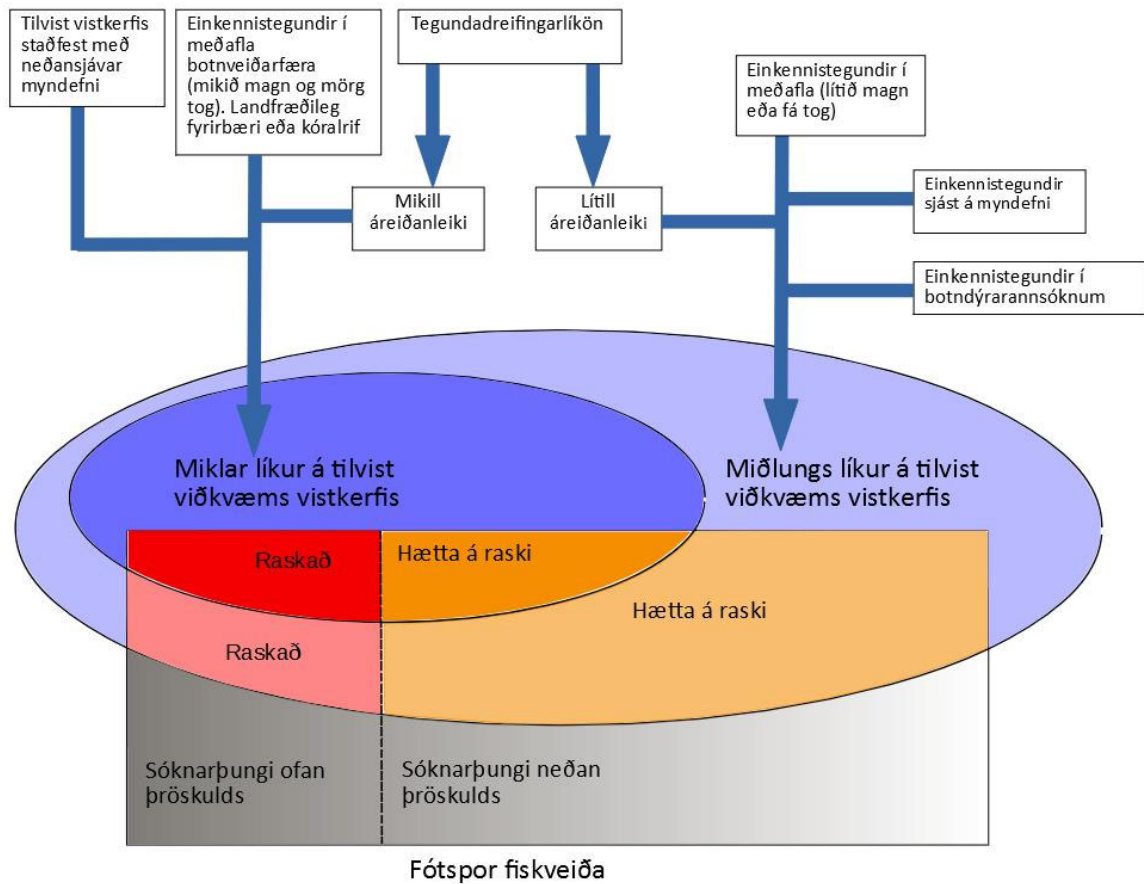 Tilvist vistkerfis
staðfest með
neðansjávar
myndefni
Einkennistegundir í
meðafla
botnveiðarfæra
(mikið magn og mörg
tog). Landfræðileg
fyrirbæri eða kóralrif
Tegundadreifingarlíkön
Einkennistegundir í
meðafla (lítið magn
eða fá tog)
Mikill
áreiðanleiki
Lítill
áreiðanleiki
Einkennistegundir
sjást á myndefni
Einkennistegundir í
botndýrarannsóknum
Miklar líkur á tilvist
viðkvæms vistkerfis
Miðlungs líkur á tilvist
viðkvæms vistkerfis
Raskað
Hætta á raski
Hætta á raski
Raskað
Sóknarþungi ofan
þröskulds
Sóknarþungi neðan
þröskulds
Fótspor fiskveiða